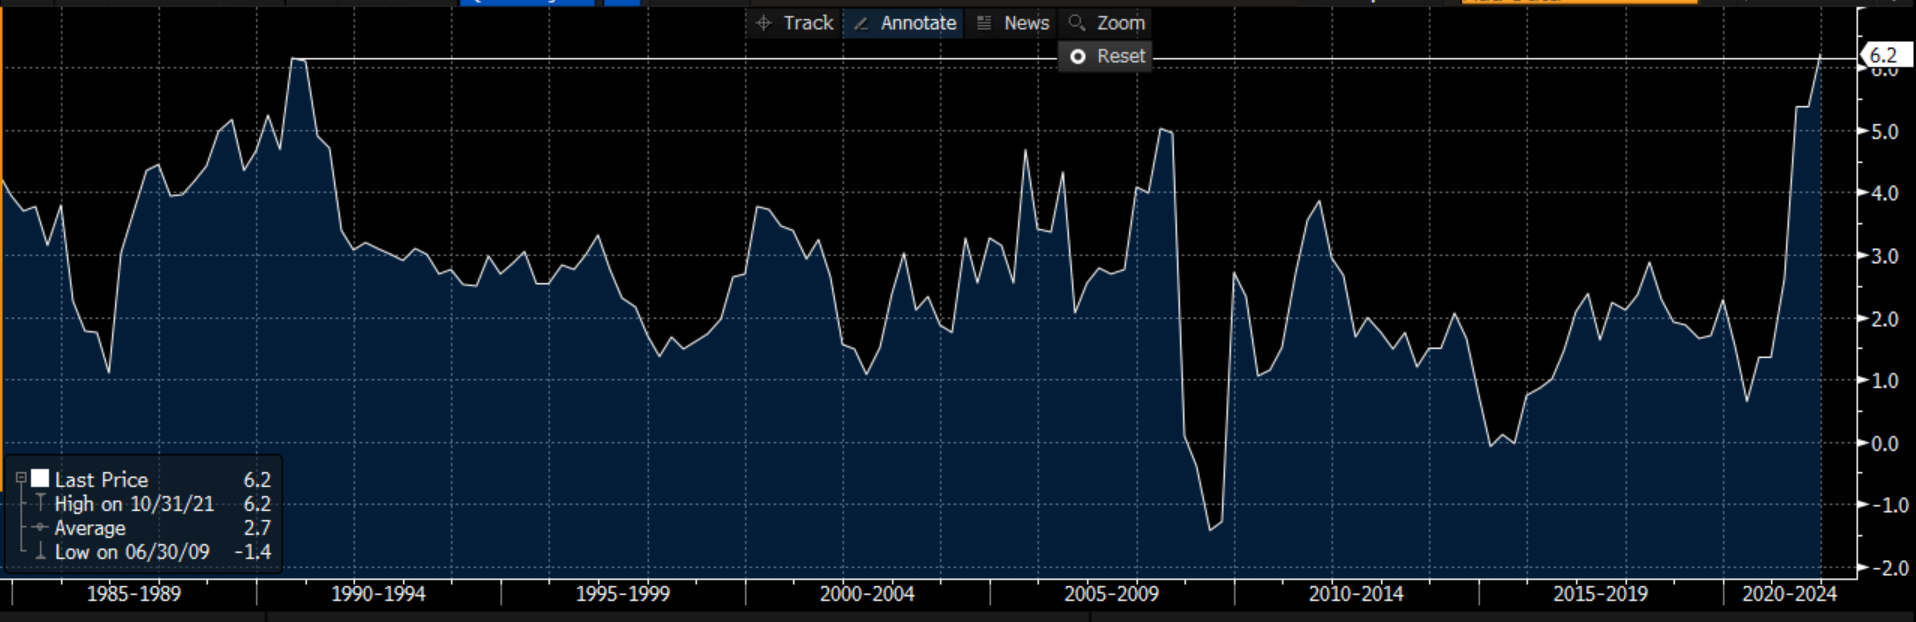 Track
Annotate
News
Zoom
Reset
6.2
6.0
5.0
4.0
3.0
2.0
1.0
0.0
-1.0
-2.0
Last Price 6.2
High on 10/31/21 6.2
Average 2.7
Low on 06/30/09 -1.4
1985-1989 1990-1994 1995-1999 2000-2004 2005-2009 2010-2014 2015-2019 2020-2024